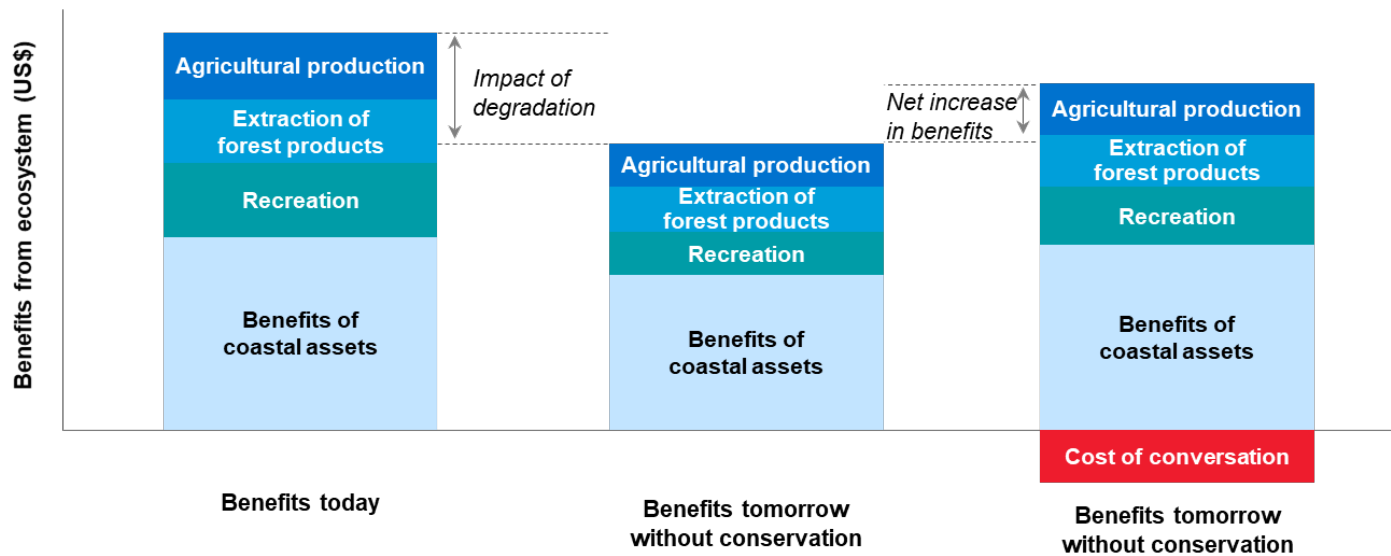 Benefits from ecosystem (US$)
Agricultural production
Extraction of
forest products
Recreation
Benefits of
coastal assets
Benefits today
Impact of
degradation
Agricultural production
Extraction of
forest products
Recreation
Benefits of
coastal assets
Benefits tomorrow
without conservation
Net increase
in benefits
Agricultural production
Extraction of
forest products
Recreation
Benefits of
coastal assets
Cost of conversation
Benefits tomorrow
without conservation